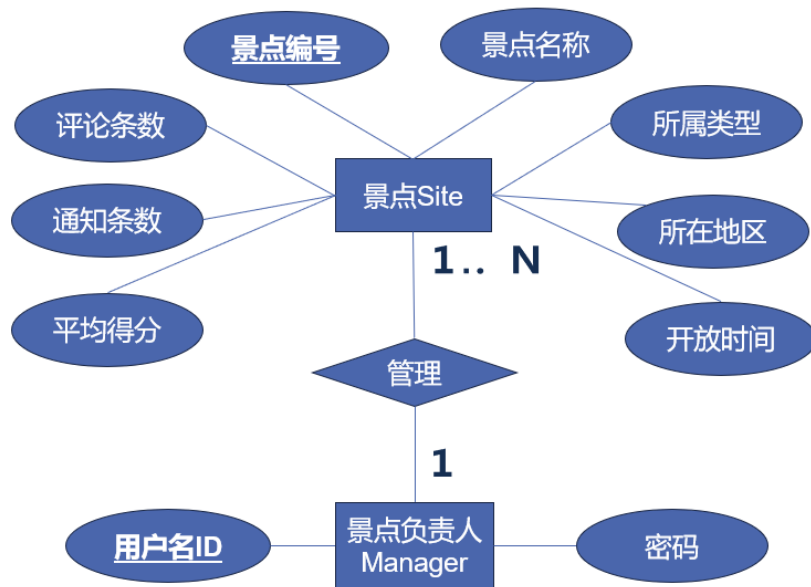 景点编号
景点名称
评论条数
所属类型
景点Site
通知条数
所在地区
1.. N
平均得分
开放时间
管理
1
用户名ID
景点负责人
Manager
密码